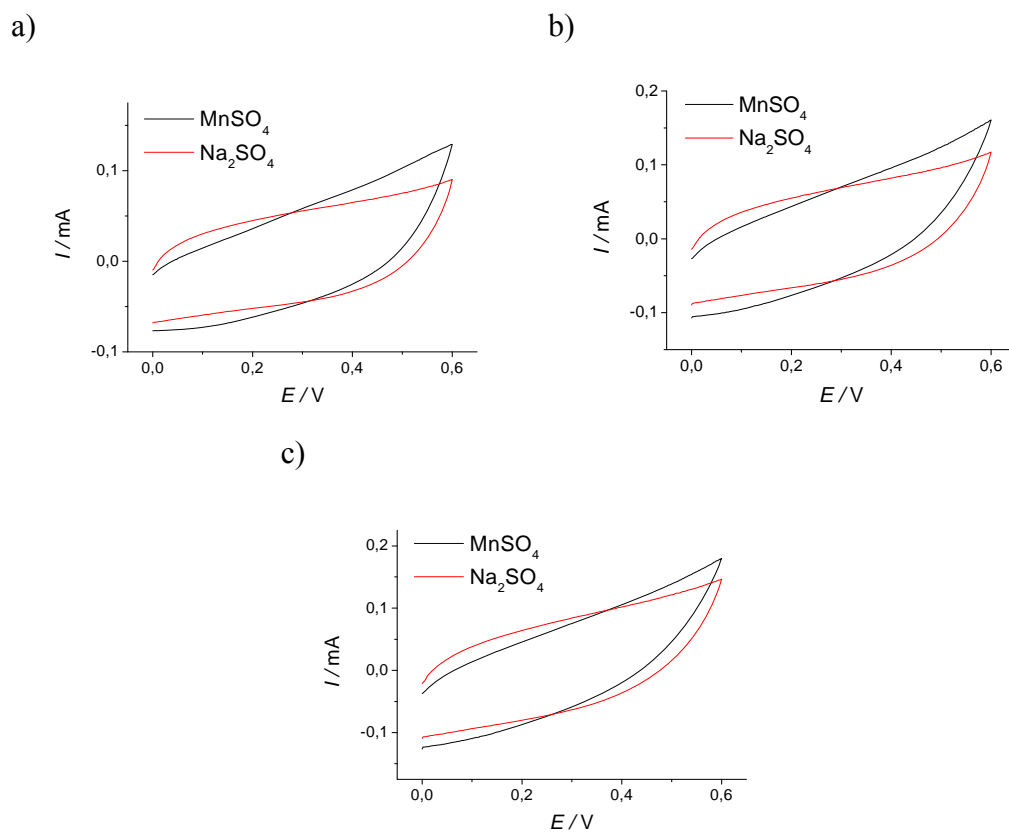 a)
MnSO₄
Na₂SO₄
0,1
0,0
-0,1
0,0 0,2 0,4 0,6
I / mA
E / V
b)
0,2
MnSO₄
Na₂SO₄
0,1
0,0
-0,1
0,0 0,2 0,4 0,6
I / mA
E / V
c)
0,2
MnSO₄
Na₂SO₄
0,1
0,0
-0,1
0,0 0,2 0,4 0,6
I / mA
E / V